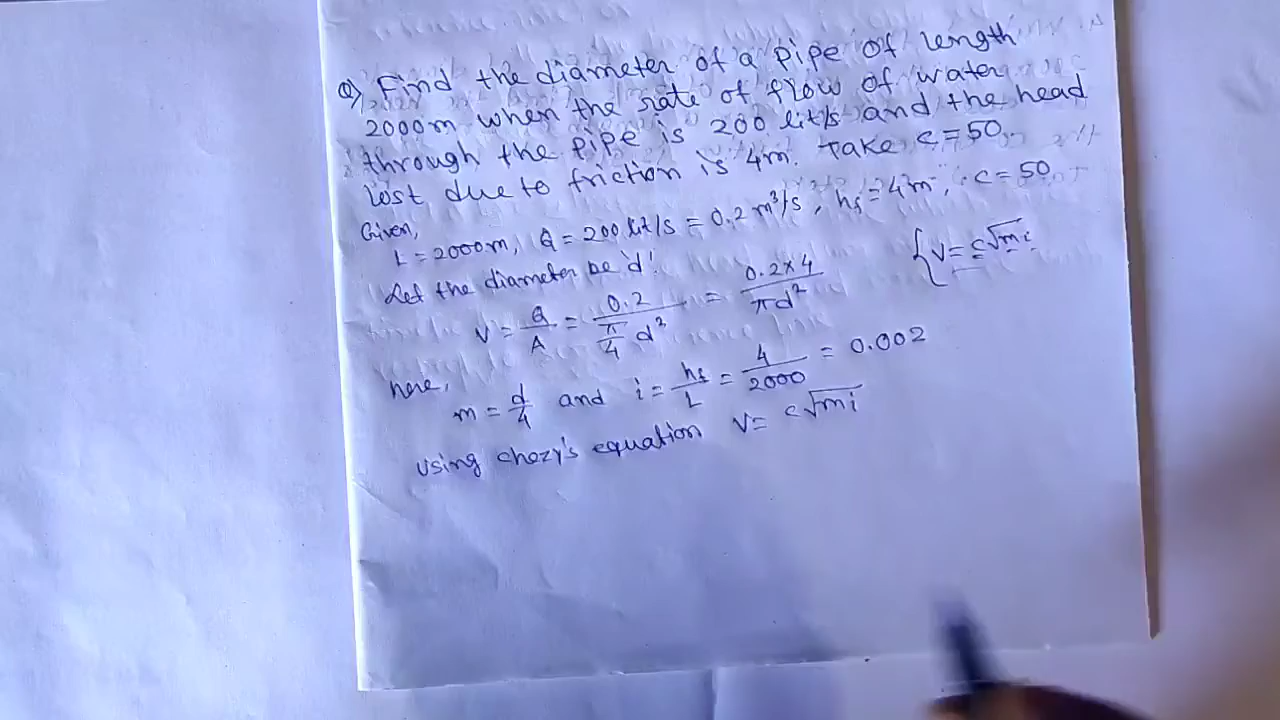 Q) Find the diameter of a pipe of length
2000m when the rate of flow of water
through the pipe is 200 lit/s and the head
lost due to friction is 4m. Take c=50.
Given,
L=2000m, Q=200 lit/s = 0.2 m³/s, hf=4m, c=50
Let the diameter be 'd'.
{V=c√mi
V = Q/A = 0.2/(π/4 d²) = 0.2×4/πd²
here,
m = d/4 and i = hf/L = 4/2000 = 0.002
using chezy's equation V= c√mi